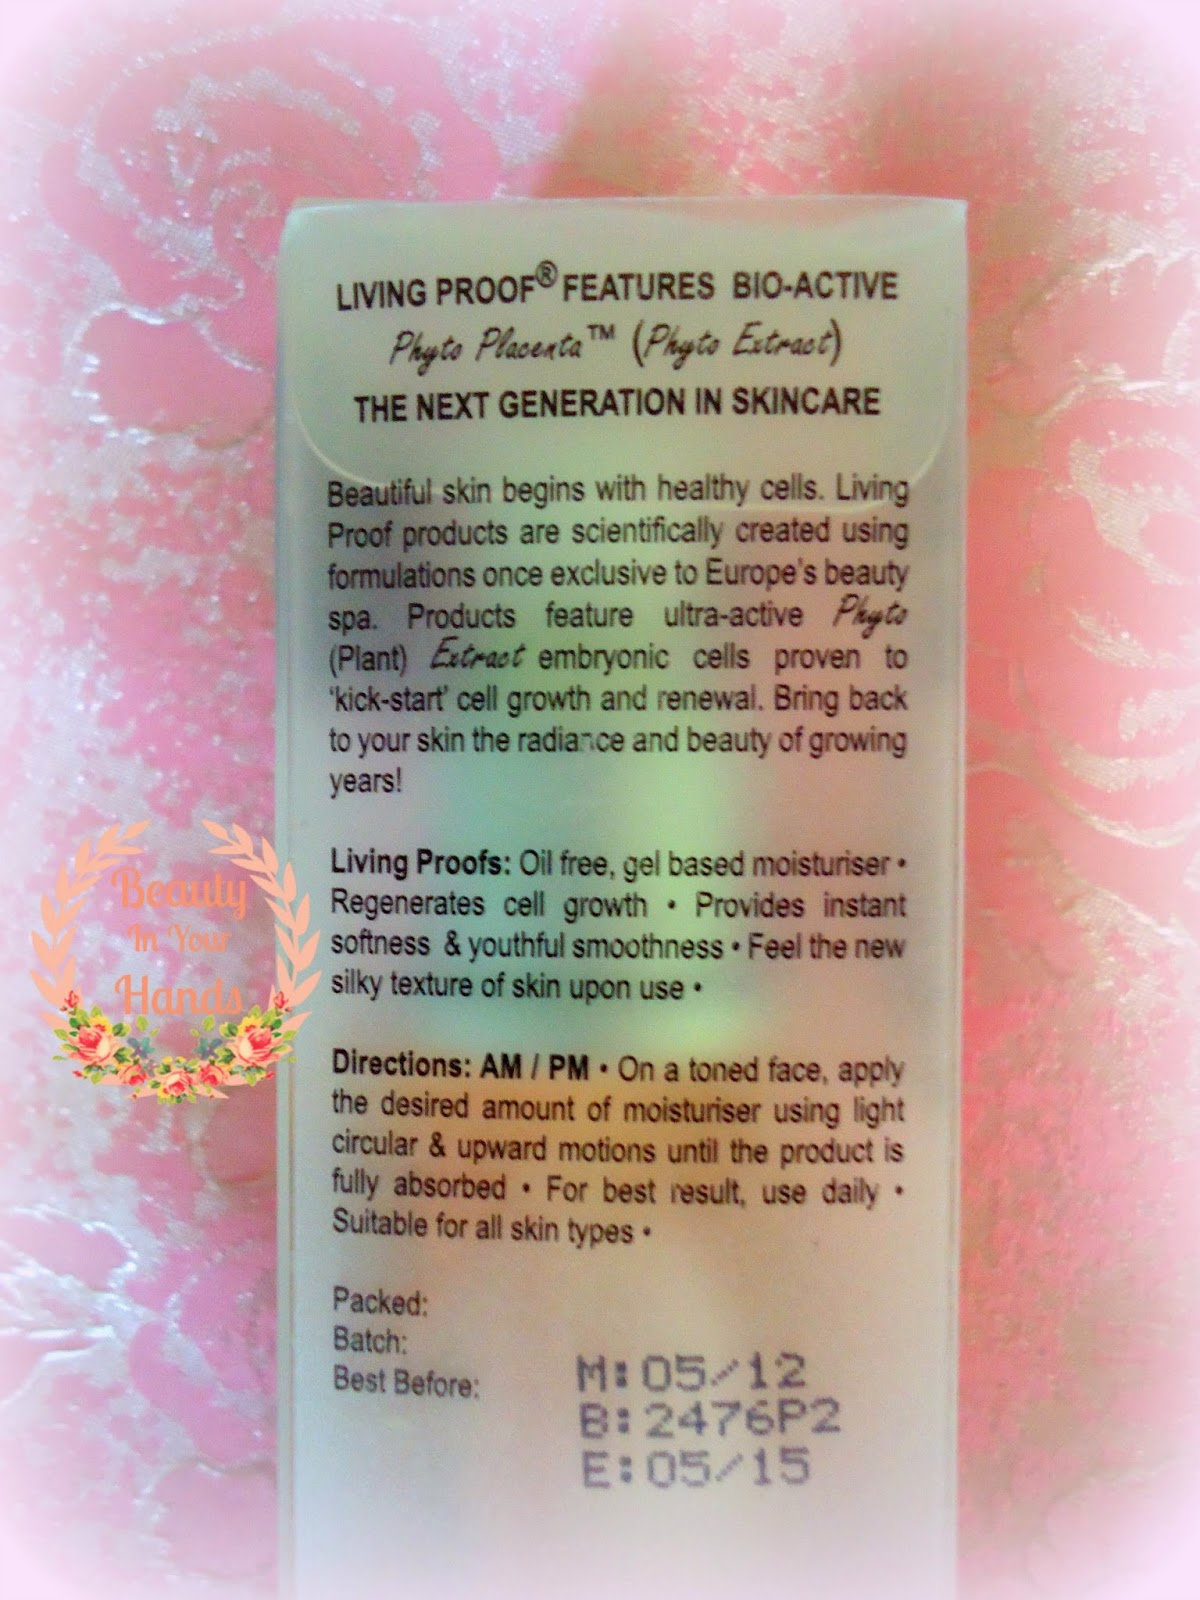 LIVING PROOF® FEATURES BIO-ACTIVE
Phyto Placenta™ (Phyto Extract)
THE NEXT GENERATION IN SKINCARE
Beautiful skin begins with healthy cells. Living
Proof products are scientifically created using
formulations once exclusive to Europe's beauty
spa. Products feature ultra-active Phyto
(Plant) Extract embryonic cells proven to
'kick-start' cell growth and renewal. Bring back
to your skin the radiance and beauty of growing
years!
Living Proofs: Oil free, gel based moisturiser •
Regenerates cell growth • Provides instant
softness & youthful smoothness • Feel the new
silky texture of skin upon use •
Directions: AM / PM • On a toned face, apply
the desired amount of moisturiser using light
circular & upward motions until the product is
fully absorbed • For best result, use daily •
Suitable for all skin types •
Packed:
Batch:
Best Before:
M:05/12
B:2476P2
E:05/15
Beauty
In Your
Hands